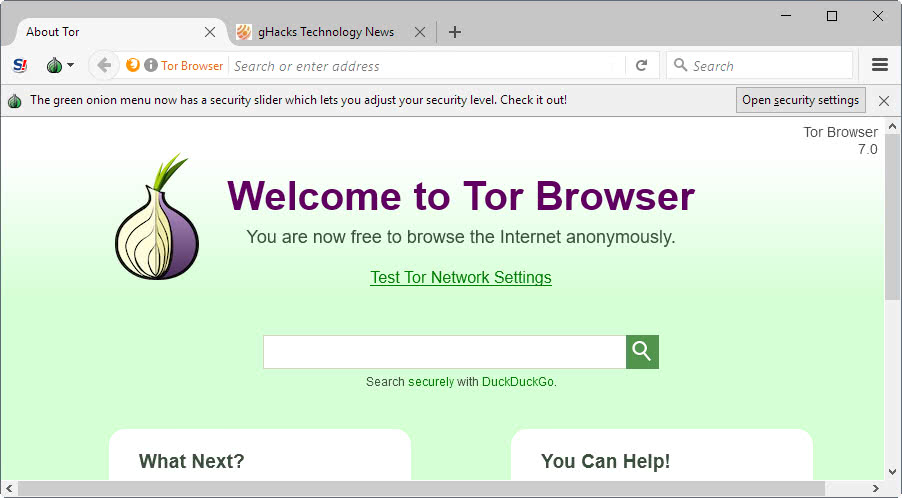 About Tor
gHacks Technology News
S!
Tor Browser
Search or enter address
Search
The green onion menu now has a security slider which lets you adjust your security level. Check it out!
Open security settings
Tor Browser
7.0
Welcome to Tor Browser
You are now free to browse the Internet anonymously.
Test Tor Network Settings
Search securely with DuckDuckGo.
What Next?
You Can Help!